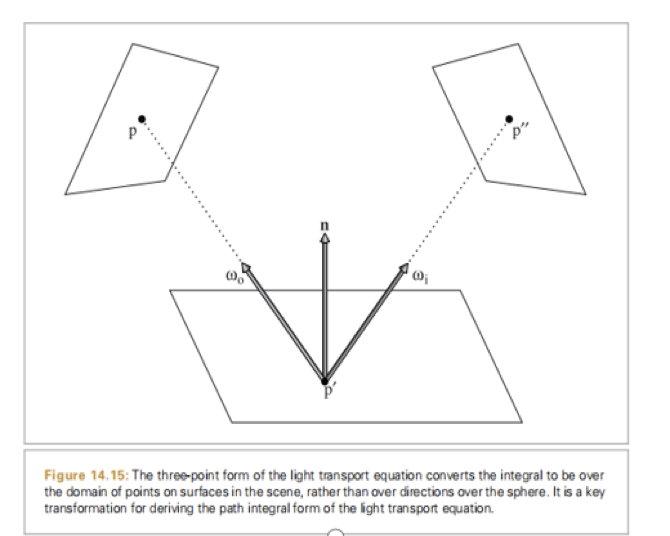 p
p″
n
ωo
ωi
p′
Figure 14.15: The three-point form of the light transport equation converts the integral to be over
the domain of points on surfaces in the scene, rather than over directions over the sphere. It is a key
transformation for deriving the path integral form of the light transport equation.